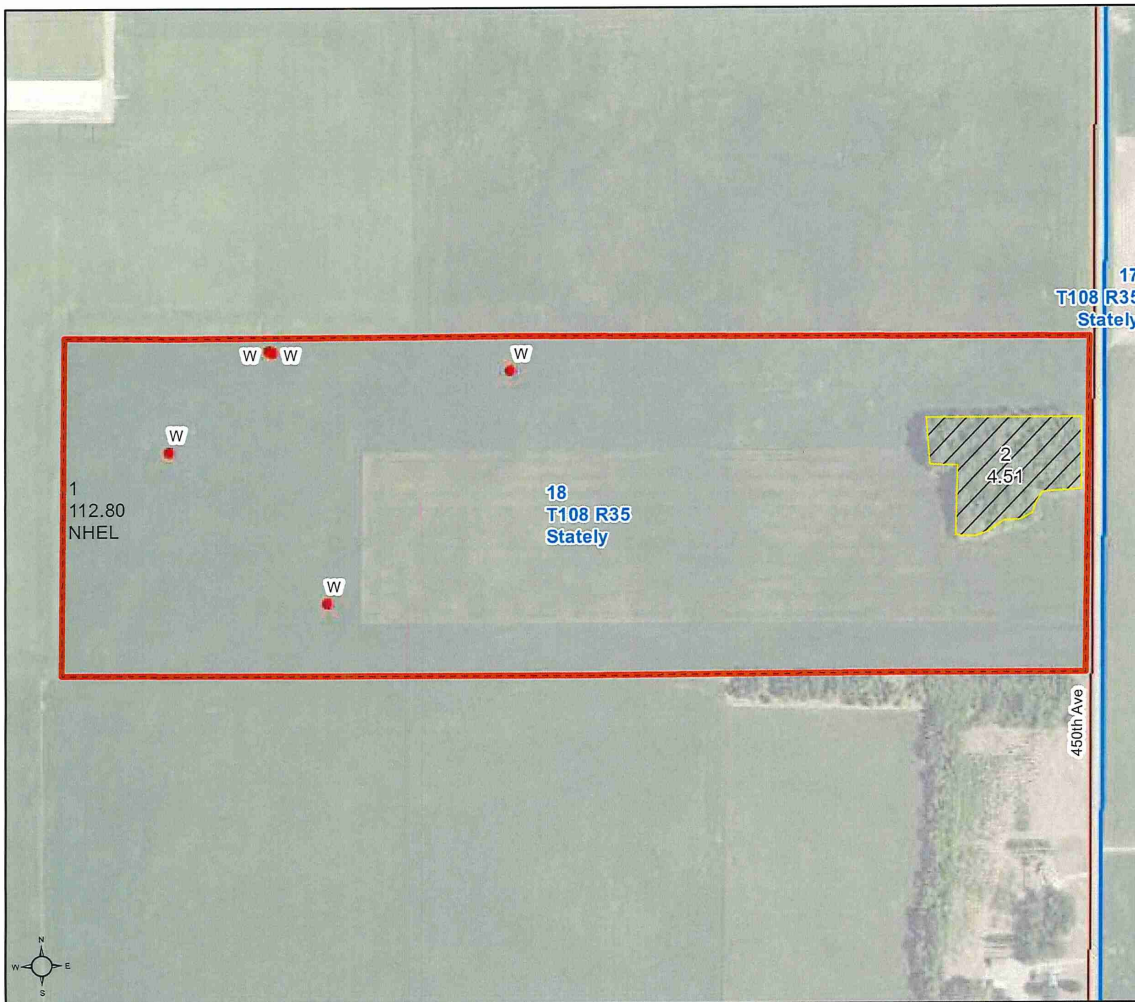 17
T108 R35
Stately
W W
W
W
1
112.80
NHEL
2
4.51
18
T108 R35
Stately
W
450th Ave
N
W E
S